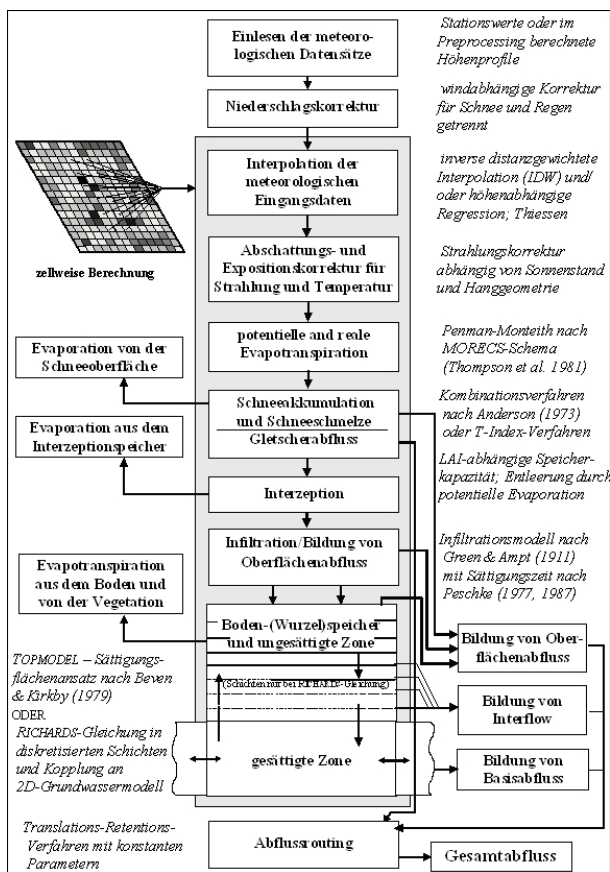 Einlesen der meteoro-
logischen Datensätze
Stationswerte oder im
Preprocessing berechnete
Höhenprofile
Niederschlagskorrektur
windabhängige Korrektur
für Schnee und Regen
getrennt
Interpolation der
meteorologischen
Eingangsdaten
inverse distanzgewichtete
Interpolation (IDW) und/
oder höhenabhängige
Regression; Thiessen
zellweise Berechnung
Abschattungs- und
Expositionskorrektur für
Strahlung und Temperatur
Strahlungskorrektur
abhängig von Sonnenstand
und Hanggeometrie
potentielle and reale
Evapotranspiration
Penman-Monteith nach
MORECS-Schema
(Thompson et al. 1981)
Evaporation von der
Schneeoberfläche
Schneeakkumulation
und Schneeschmelze
Gletscherabfluss
Kombinationsverfahren
nach Anderson (1973)
oder T-Index-Verfahren
Evaporation aus dem
Interzeptionspeicher
Interzeption
LAI-abhängige Speicher-
kapazität; Entleerung durch
potentielle Evaporation
Infiltration/Bildung von
Oberflächenabfluss
Infiltrationsmodell nach
Green & Ampt (1911)
mit Sättigungszeit nach
Peschke (1977, 1987)
Evapotranspiration
aus dem Boden und
von der Vegetation
Boden-(Wurzel)speicher
und ungesättigte Zone
(Schichten nur bei RICHARDS-Gleichung)
Bildung von Ober-
flächenabfluss
TOPMODEL – Sättigungs-
flächenansatz nach Beven
& Kirkby (1979)
ODER
RICHARDS-Gleichung in
diskretisierten Schichten
und Kopplung an
2D-Grundwassermodell
Bildung von
Interflow
gesättigte Zone
Bildung von
Basisabfluss
Translations-Retentions-
Verfahren mit konstanten
Parametern
Abflussrouting
Gesamtabfluss